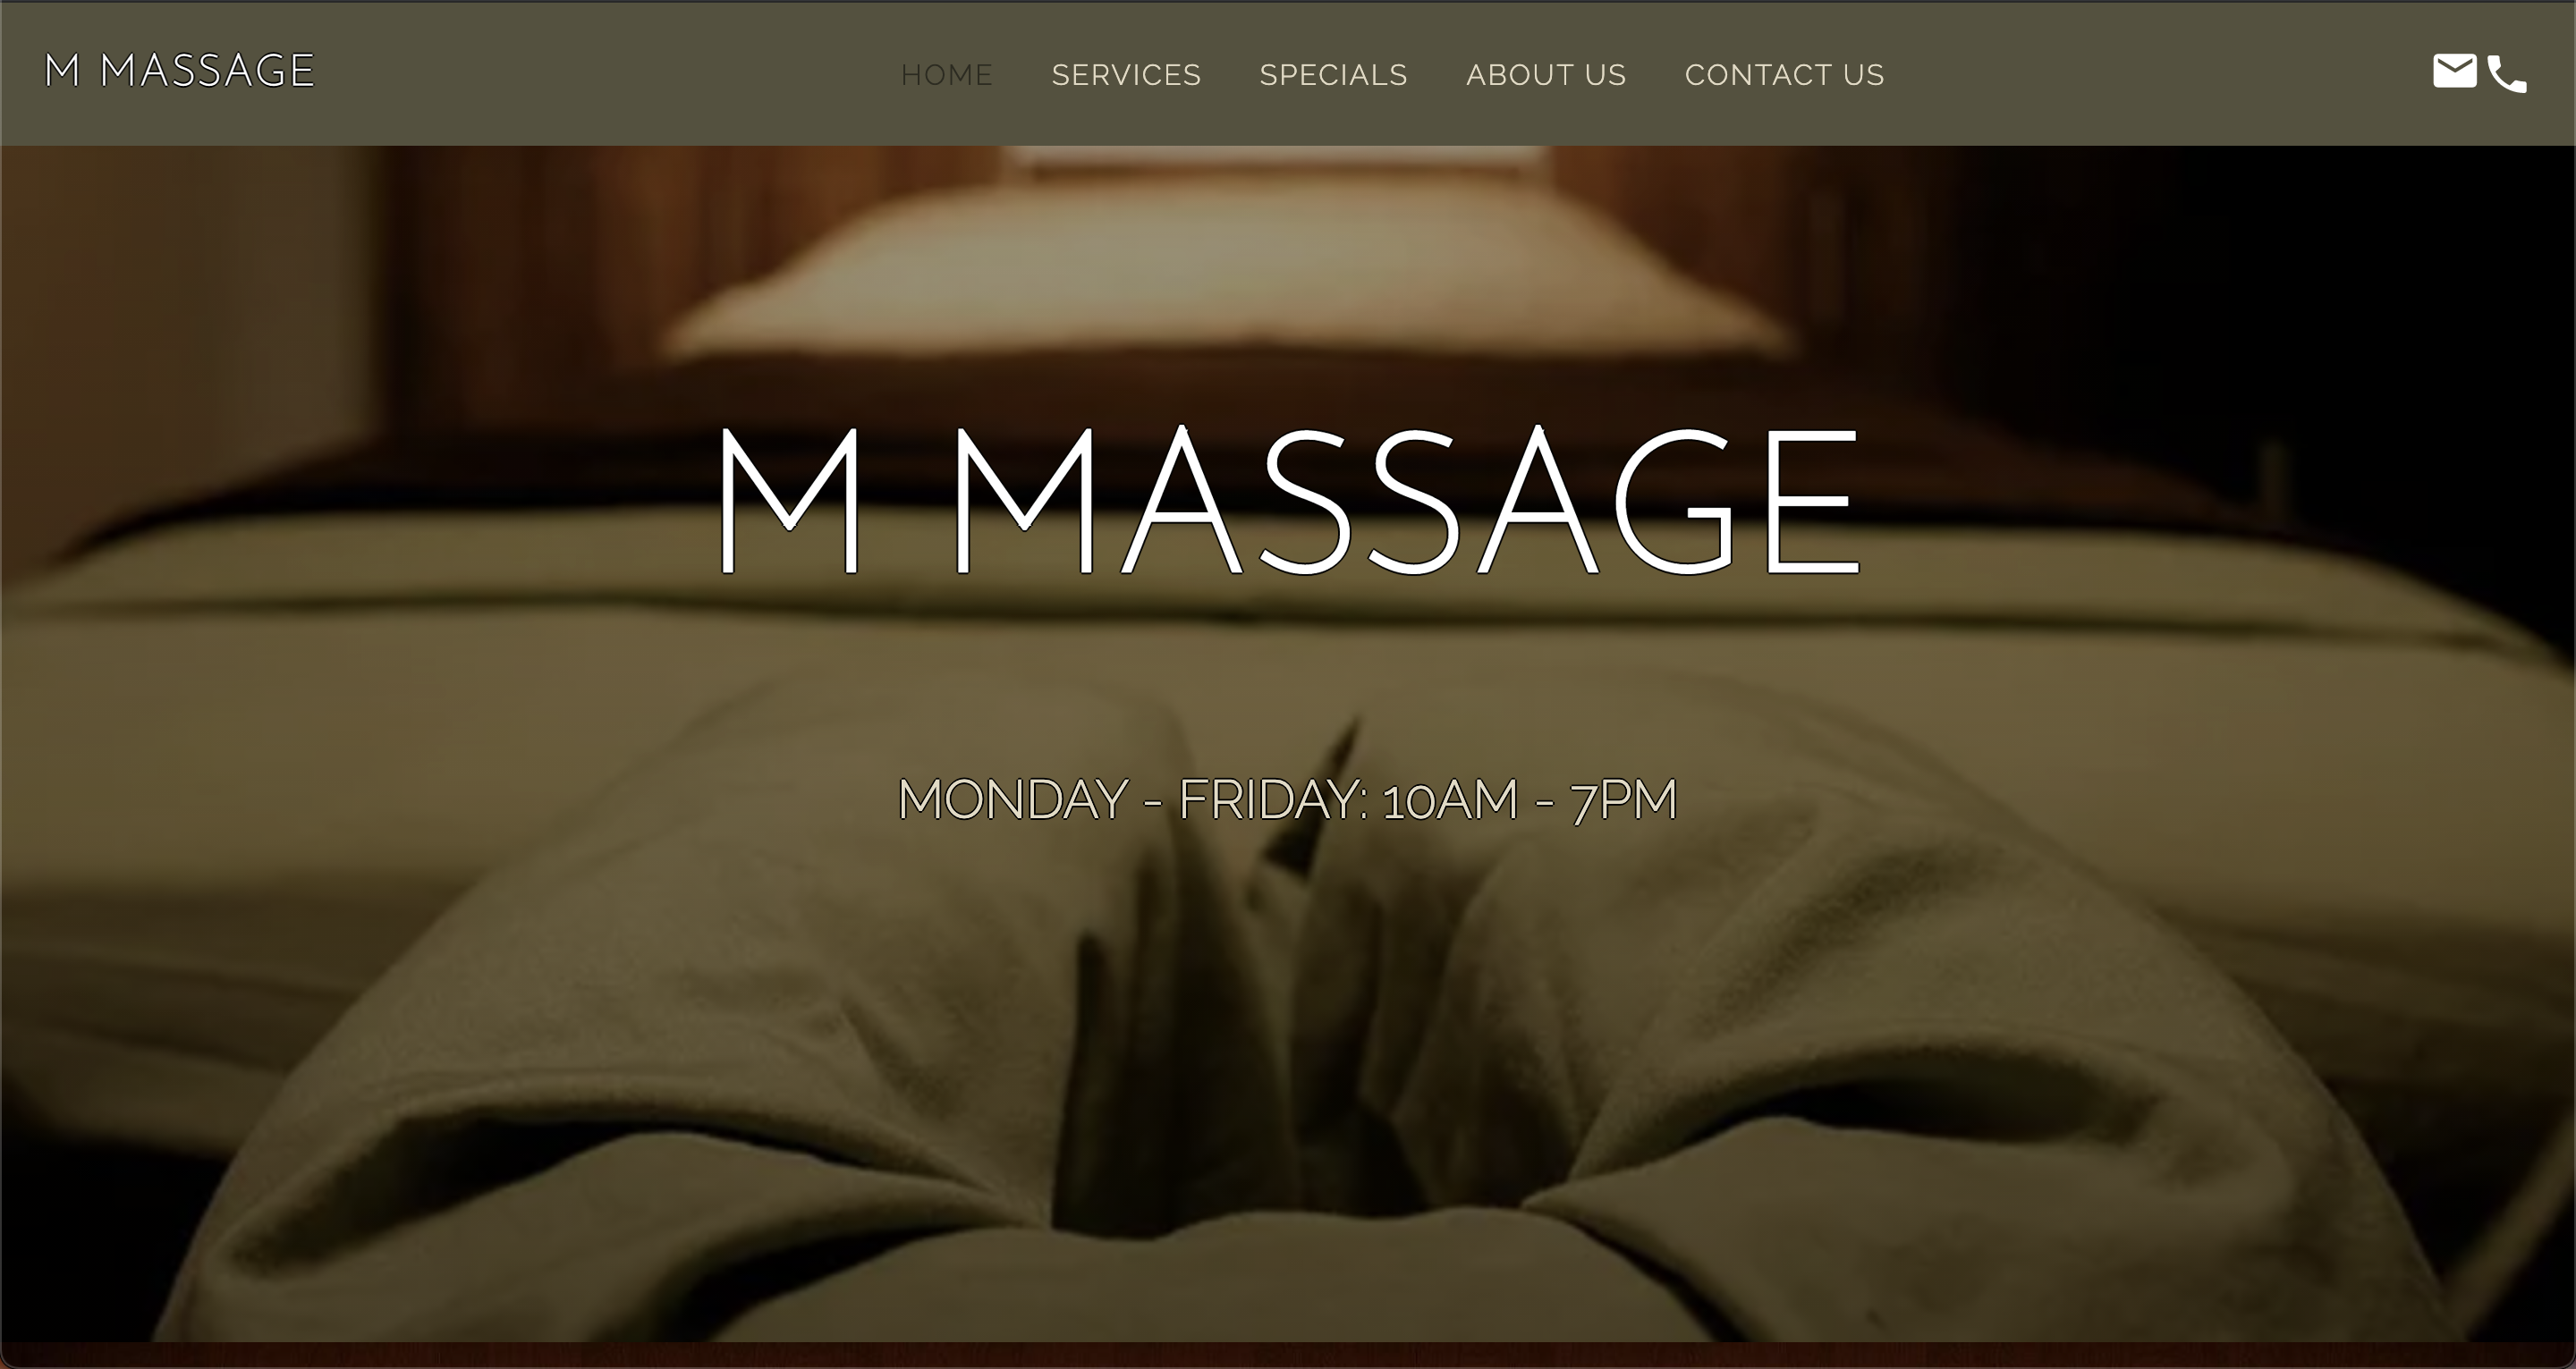 M MASSAGE
HOME SERVICES SPECIALS ABOUT US CONTACT US
M MASSAGE
MONDAY - FRIDAY: 10AM - 7PM